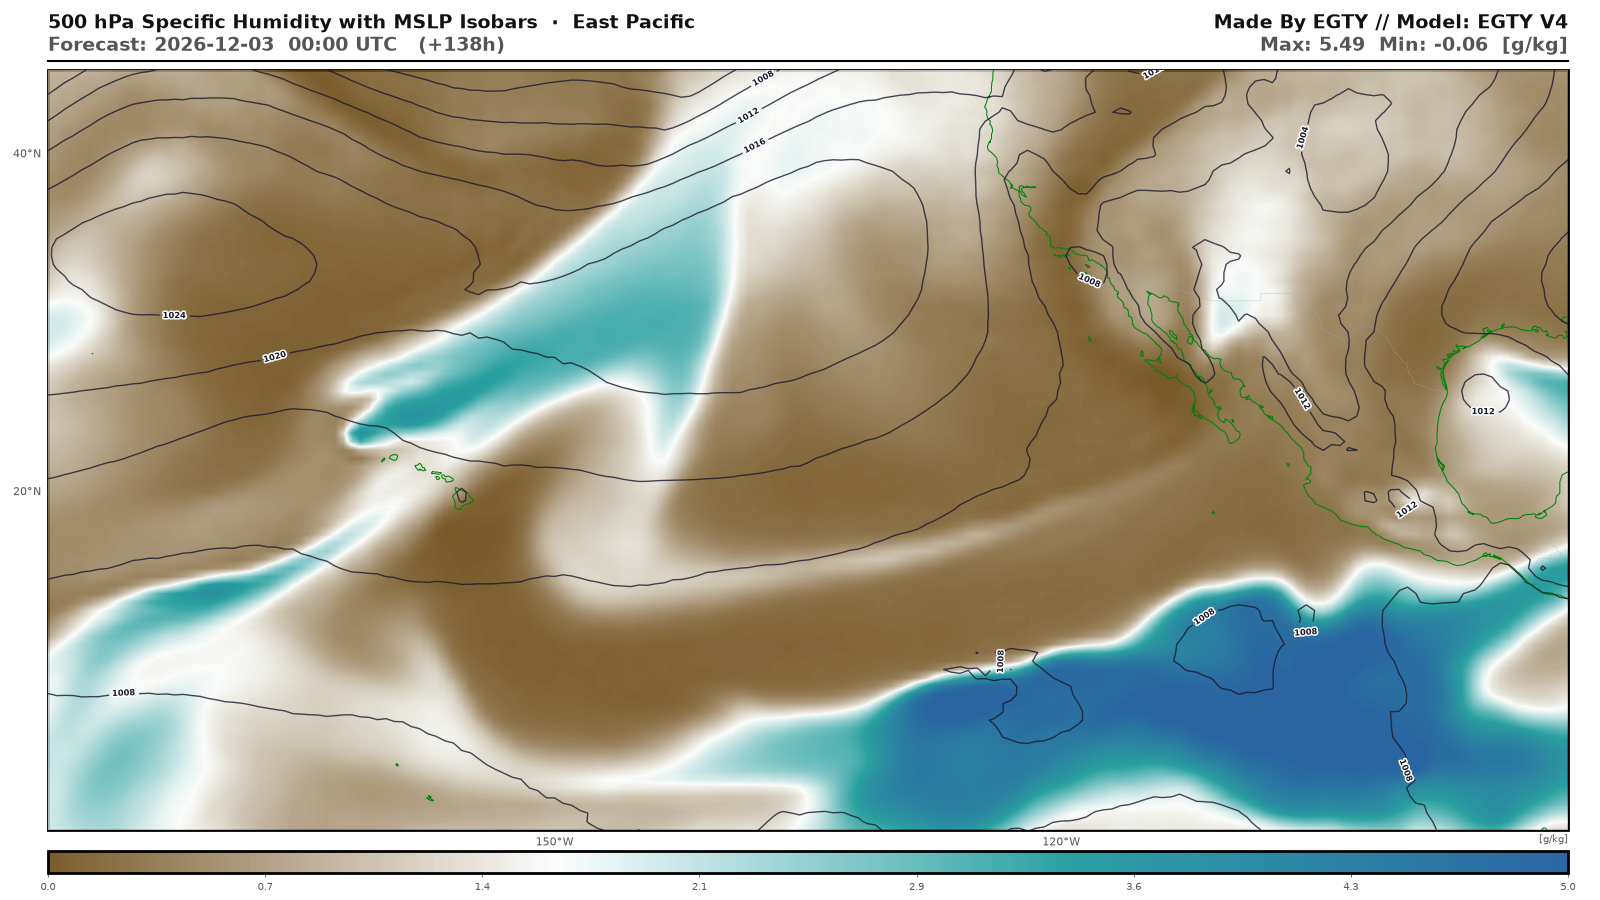 500 hPa Specific Humidity with MSLP Isobars · East Pacific
Made By EGTY // Model: EGTY V4
Forecast: 2026-12-03 00:00 UTC (+138h)
Max: 5.49 Min: -0.06 [g/kg]
1008
1012
1016
1004
40°N
1008
1024
1020
1012
1012
20°N
1012
1008
1008
1008
1008
1008
150°W
120°W
[g/kg]
0.0 0.7 1.4 2.1 2.9 3.6 4.3 5.0